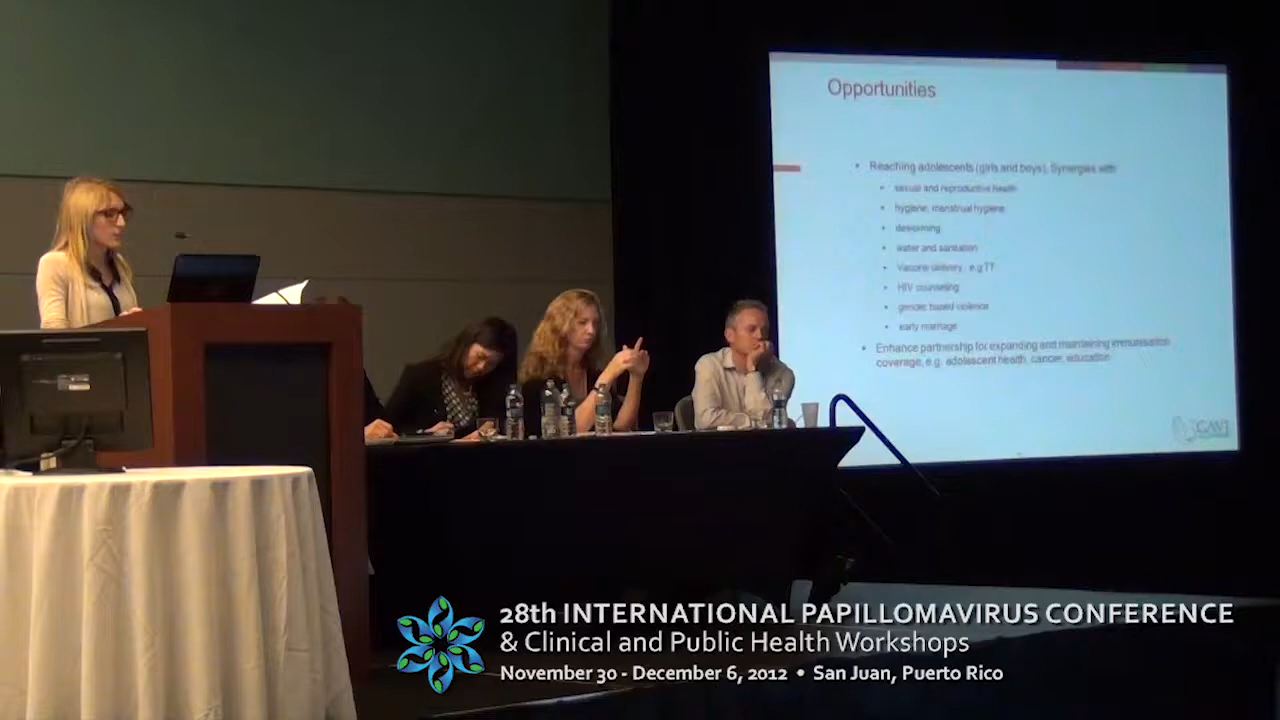 Opportunities
• Reaching adolescents (girls and boys). Synergies with
• sexual and reproductive health
• hygiene, menstrual hygiene
• deworming
• water and sanitation
• Vaccine delivery, e.g TT
• HIV counseling
• gender based violence
• early marriage
• Enhance partnership for expanding and maintaining immunisation
coverage, e.g. adolescent health, cancer, education
GAVI
28th INTERNATIONAL PAPILLOMAVIRUS CONFERENCE
& Clinical and Public Health Workshops
November 30 - December 6, 2012 • San Juan, Puerto Rico